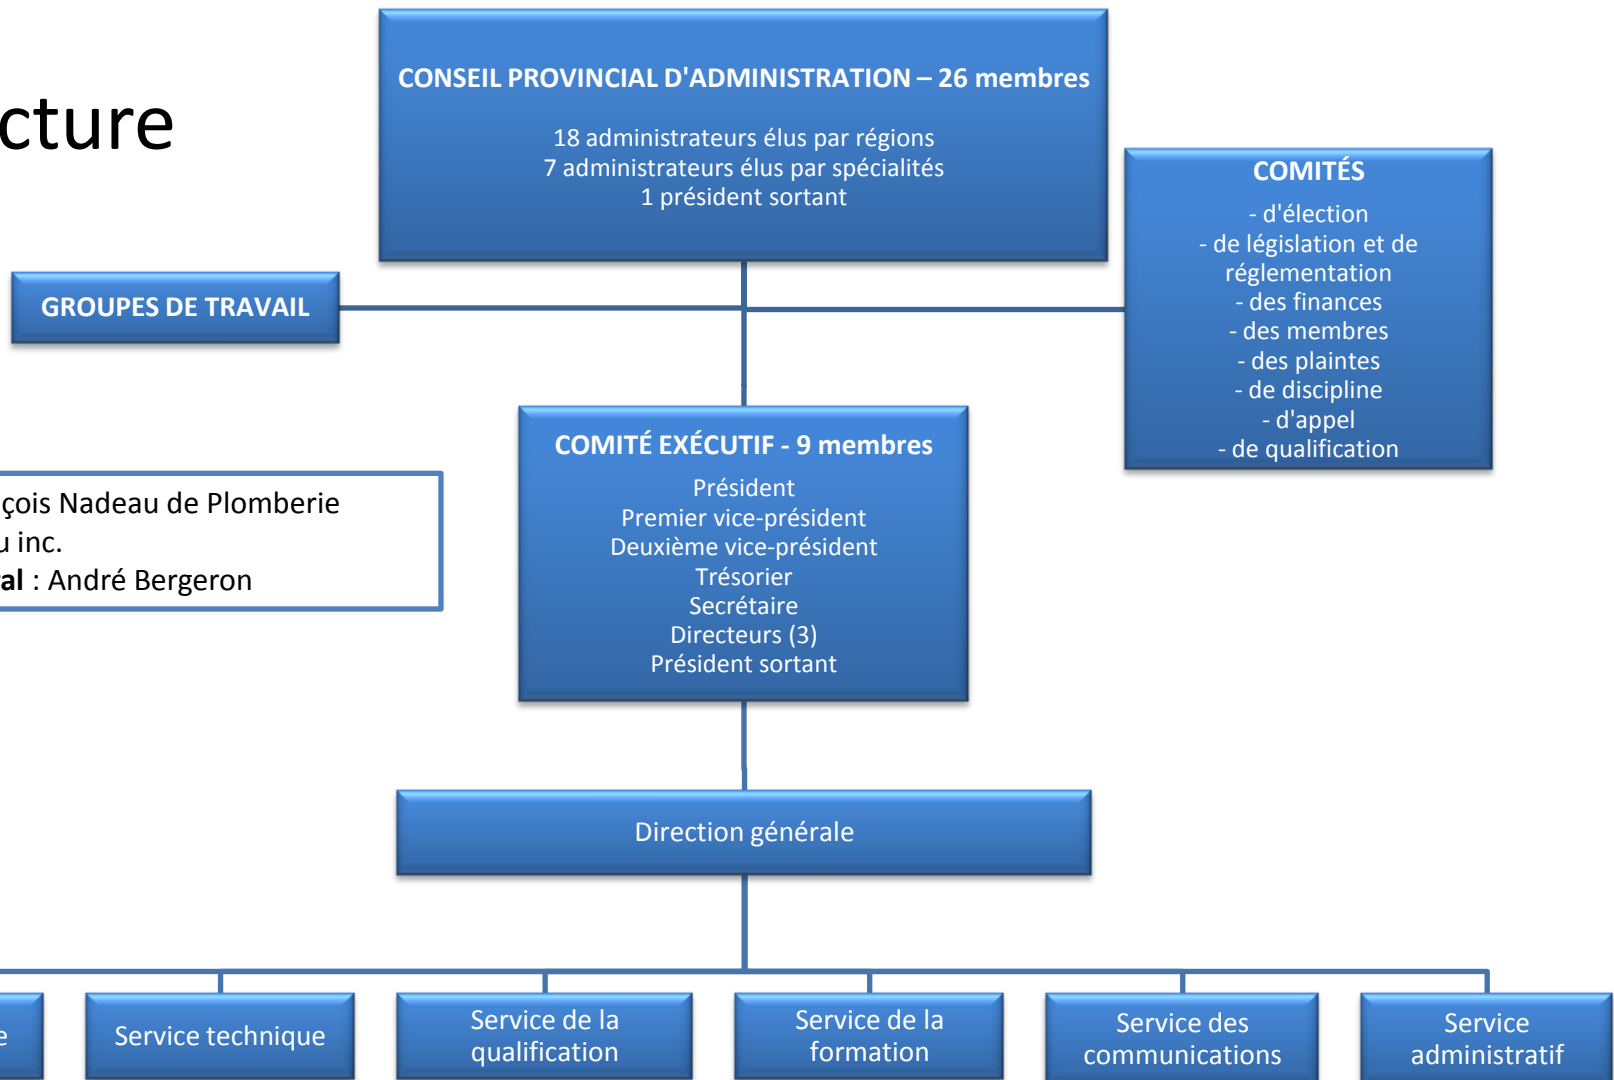 cture
CONSEIL PROVINCIAL D'ADMINISTRATION – 26 membres
18 administrateurs élus par régions
7 administrateurs élus par spécialités
1 président sortant
COMITÉS
- d'élection
- de législation et de
réglementation
- des finances
- des membres
- des plaintes
- de discipline
- d'appel
- de qualification
GROUPES DE TRAVAIL
COMITÉ EXÉCUTIF - 9 membres
Président
Premier vice-président
Deuxième vice-président
Trésorier
Secrétaire
Directeurs (3)
Président sortant
çois Nadeau de Plomberie
u inc.
al : André Bergeron
Direction générale
e
Service technique
Service de la
qualification
Service de la
formation
Service des
communications
Service
administratif